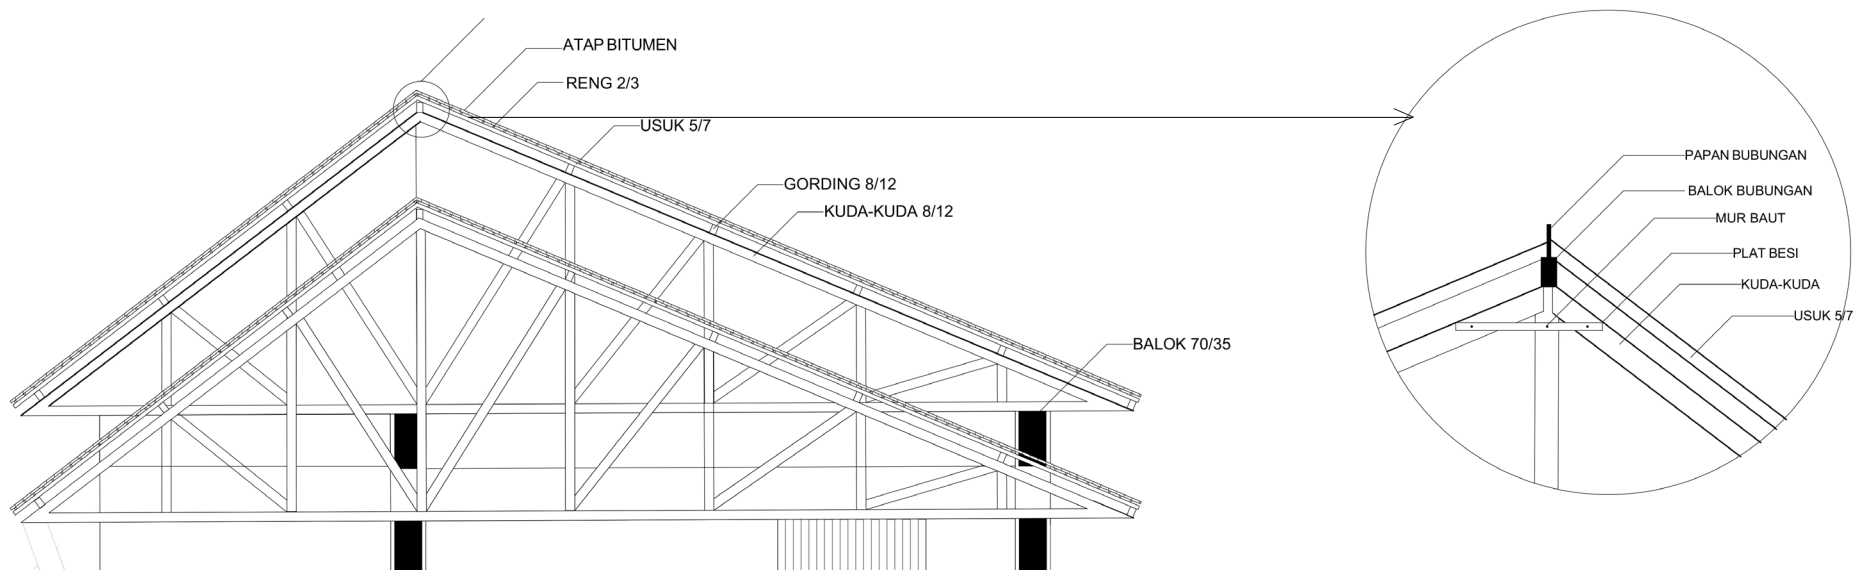 ATAP BITUMEN
RENG 2/3
USUK 5/7
GORDING 8/12
KUDA-KUDA 8/12
BALOK 70/35
PAPAN BUBUNGAN
BALOK BUBUNGAN
MUR BAUT
PLAT BESI
KUDA-KUDA
USUK 5/7